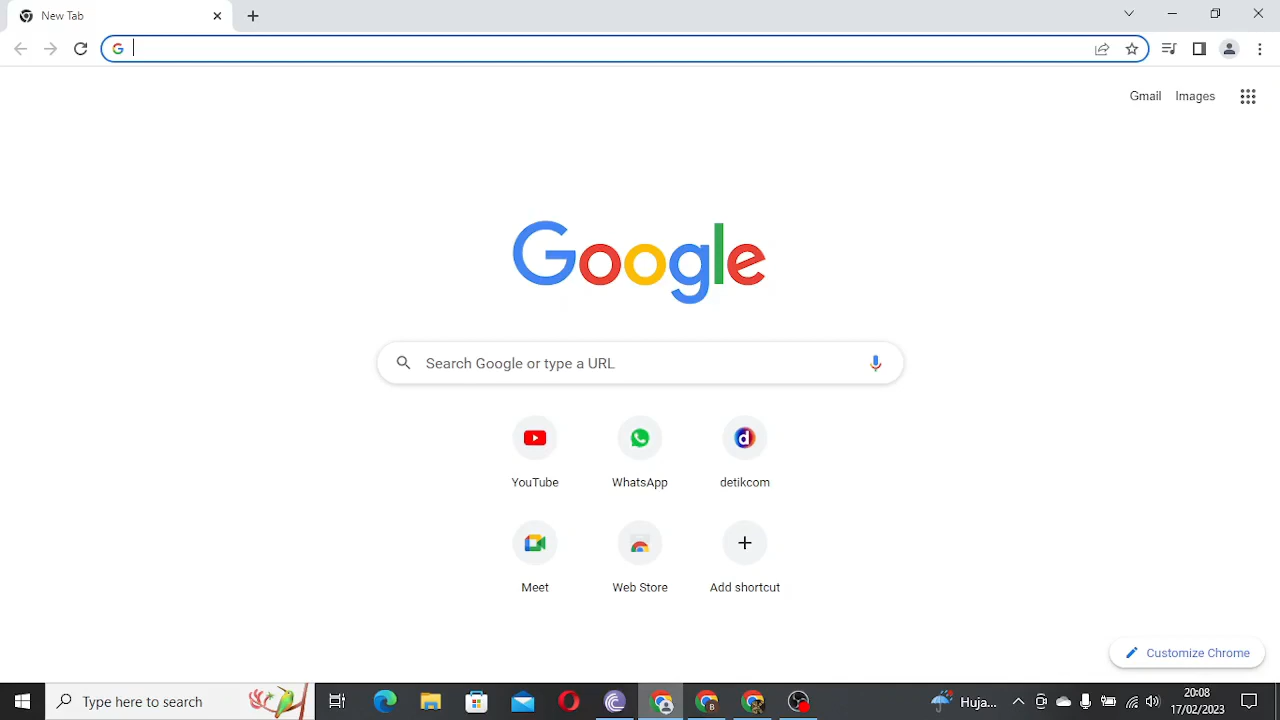 New Tab
Gmail Images
Google
Search Google or type a URL
YouTube WhatsApp detikcom
Meet Web Store Add shortcut
Customize Chrome
Type here to search
Huja...
20:08
17/02/2023